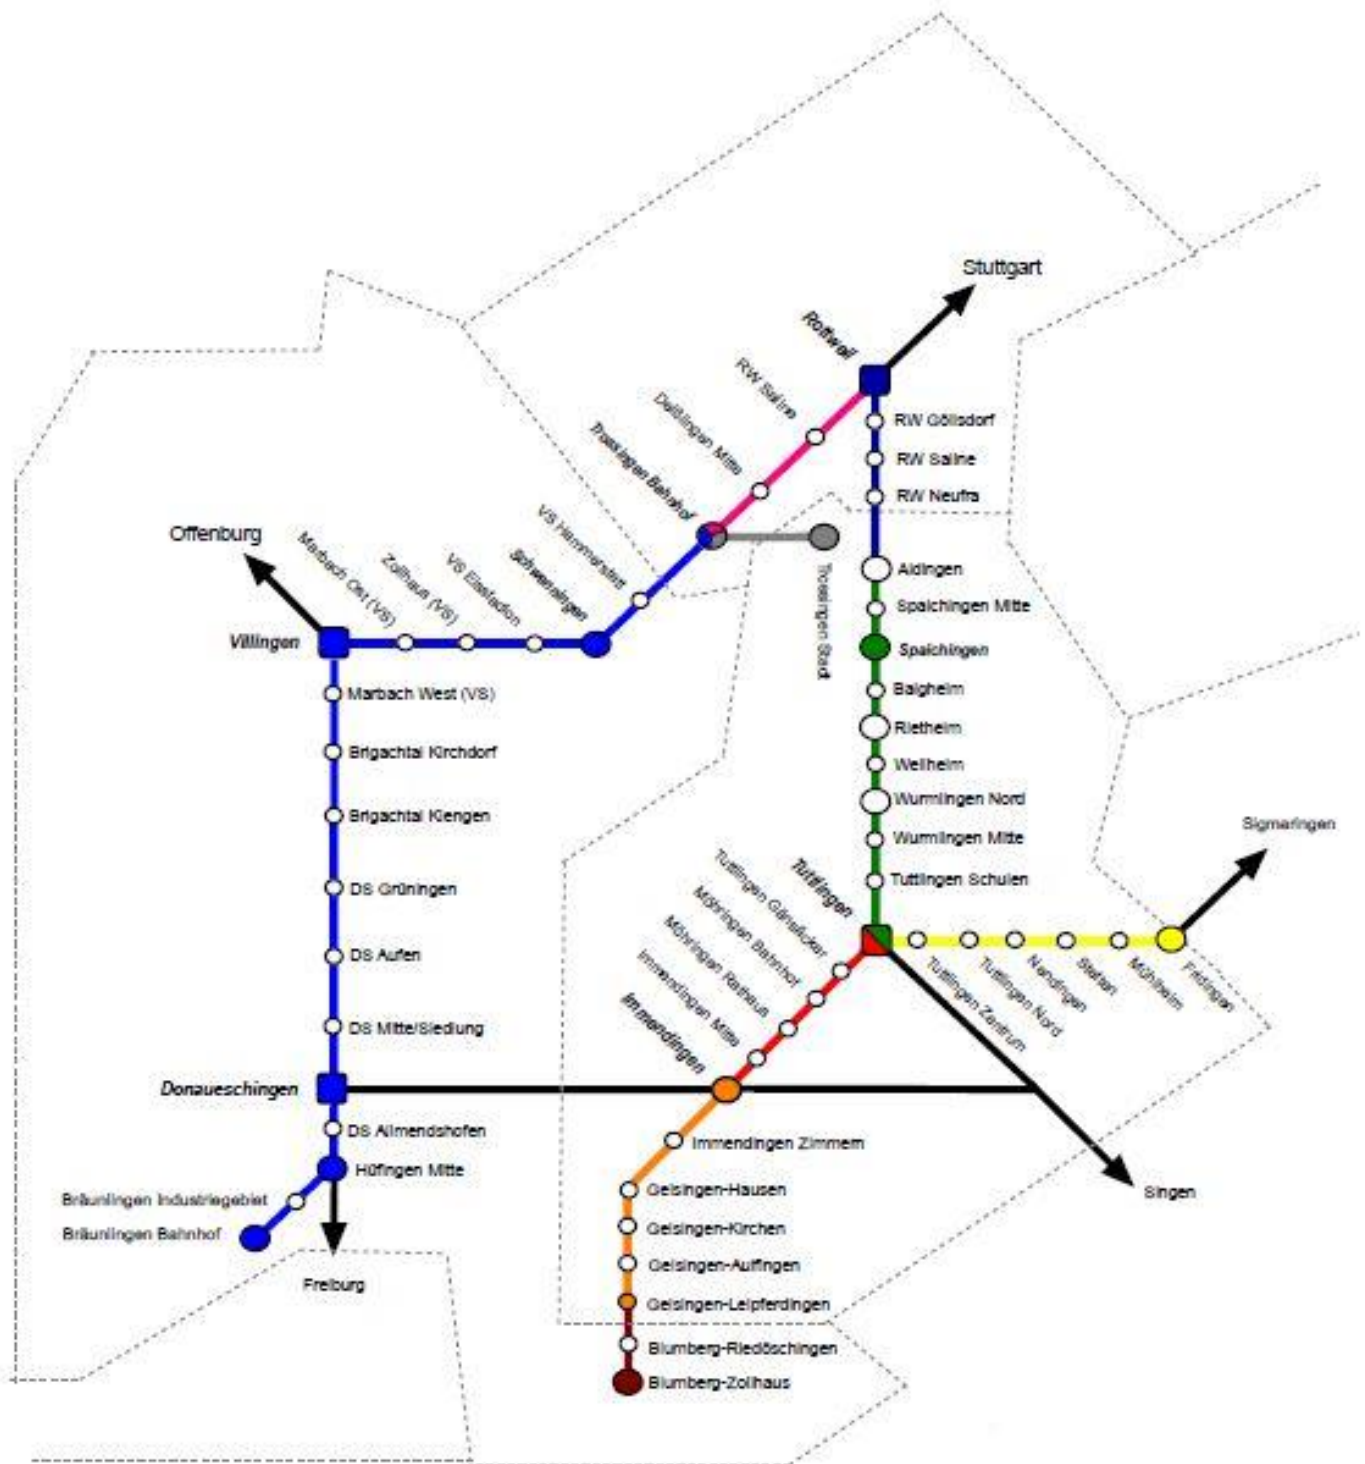 Stuttgart
Rottweil
RW Saline
Deißlingen Mitte
Trossingen Bahnhof
VS Hammerstatt
Schwenningen
VS Eisstadion
Zollhaus (VS)
Marbach Ost (VS)
Offenburg
Villingen
Trossingen Stadt
RW Göllsdorf
RW Saline
RW Neufra
Aldingen
Spaichingen Mitte
Spaichingen
Balgheim
Rietheim
Weilheim
Wurmlingen Nord
Wurmlingen Mitte
Tuttlingen Schulen
Tuttlingen
Tuttlingen Gänsäcker
Möhringen Bahnhof
Möhringen Rathaus
Immendingen Mitte
Immendingen
Marbach West (VS)
Brigachtal Kirchdorf
Brigachtal Klengen
DS Grüningen
DS Aufen
DS Mitte/Siedlung
Donaueschingen
DS Allmendshofen
Hüfingen Mitte
Bräunlingen Industriegebiet
Bräunlingen Bahnhof
Freiburg
Sigmaringen
Tuttlingen Zentrum
Tuttlingen Nord
Nendingen
Stetten
Mühlheim
Fridingen
Singen
Immendingen Zimmern
Geisingen-Hausen
Geisingen-Kirchen
Geisingen-Aulfingen
Geisingen-Leipferdingen
Blumberg-Riedöschingen
Blumberg-Zollhaus